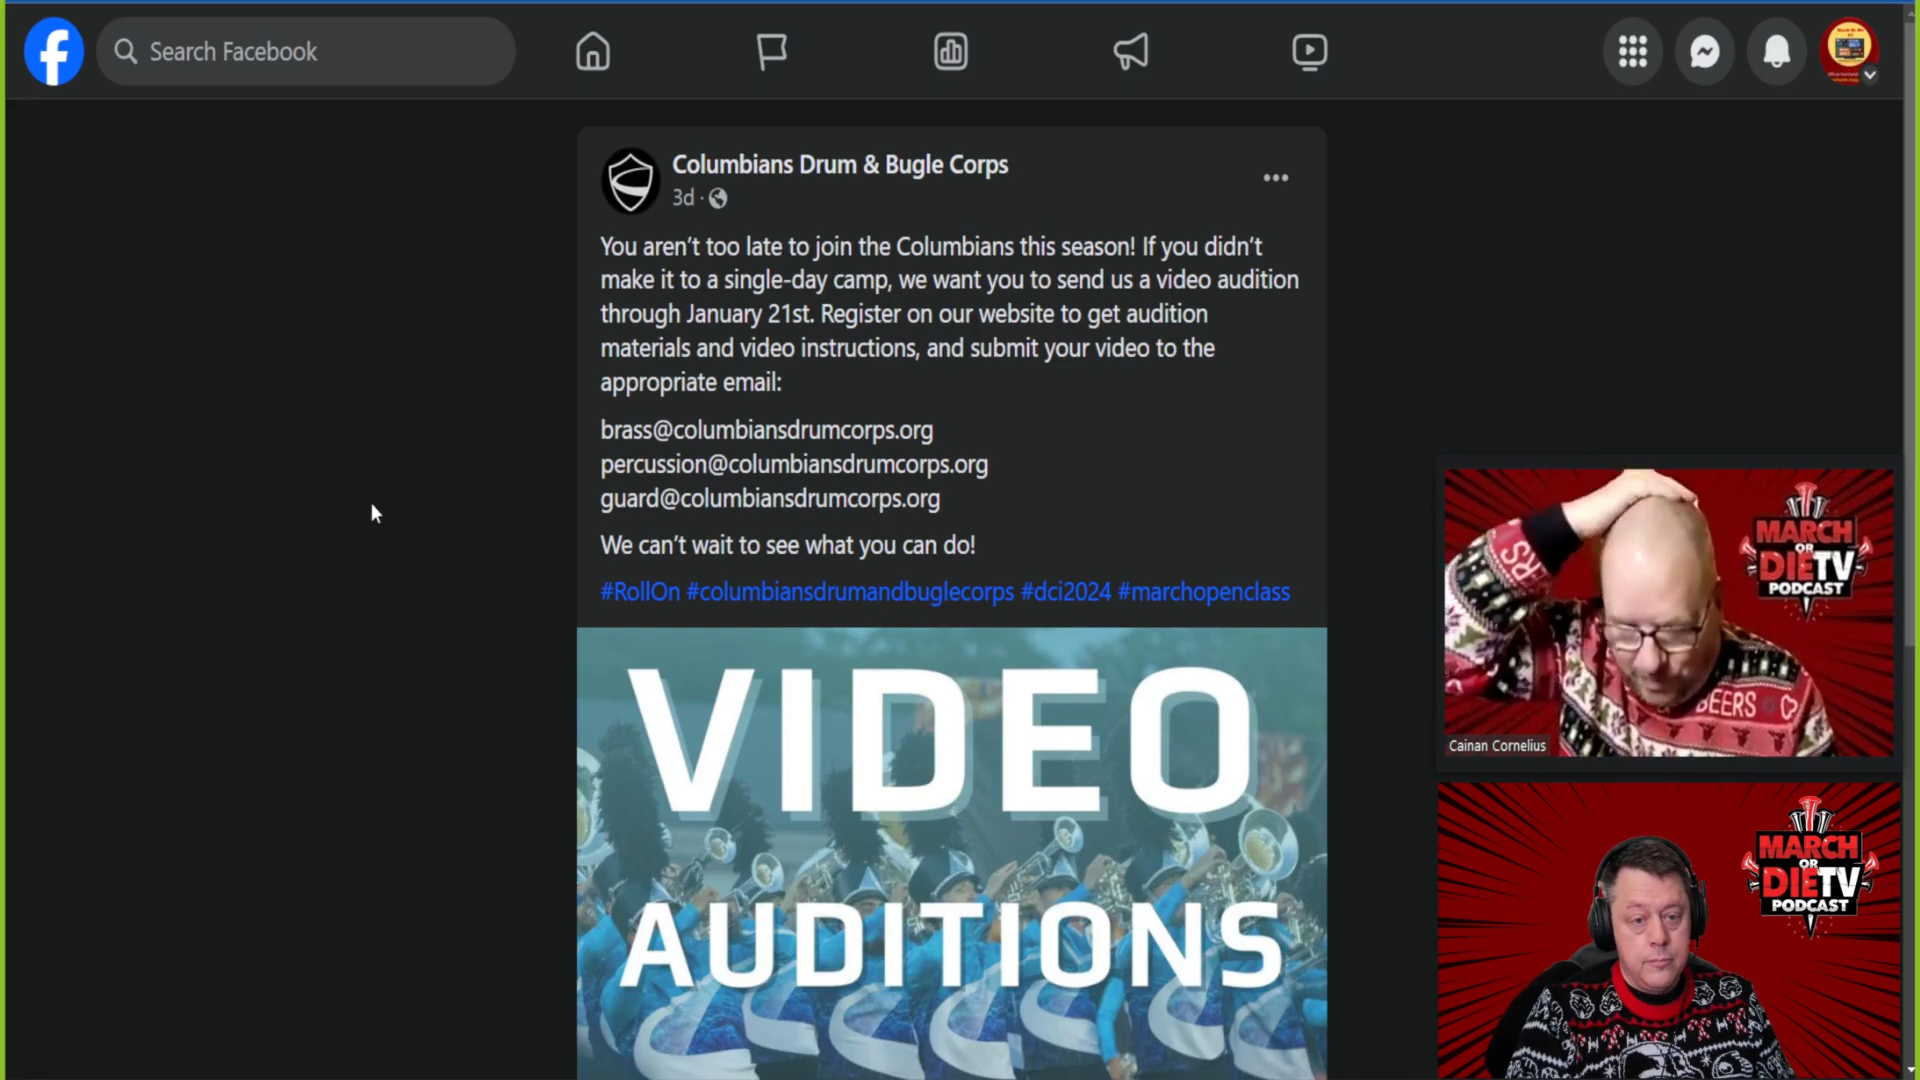 Search Facebook
Columbians Drum & Bugle Corps
3d ·
You aren't too late to join the Columbians this season! If you didn't
make it to a single-day camp, we want you to send us a video audition
through January 21st. Register on our website to get audition
materials and video instructions, and submit your video to the
appropriate email:
brass@columbiansdrumcorps.org
percussion@columbiansdrumcorps.org
guard@columbiansdrumcorps.org
We can't wait to see what you can do!
#RollOn #columbiansdrumandbuglecorps #dci2024 #marchopenclass
VIDEO
AUDITIONS
MARCH
OR
DIETV
PODCAST
BEERS
Cainan Cornelius
MARCH
OR
DIETV
PODCAST